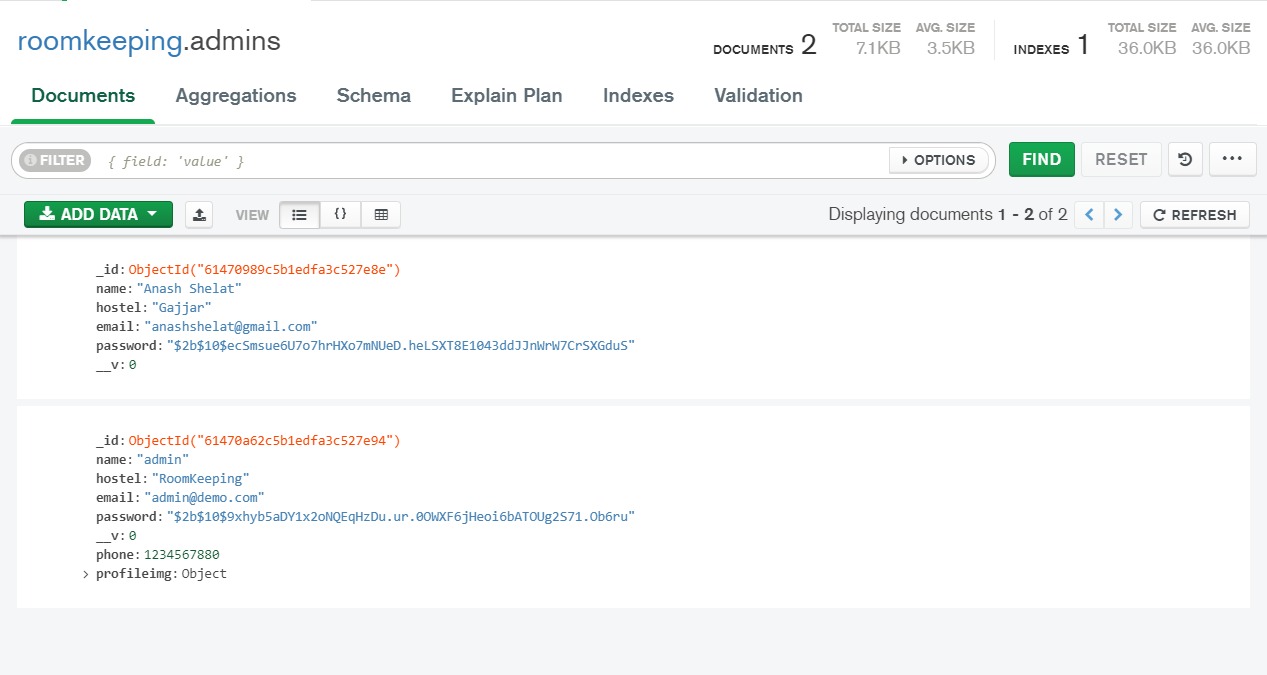 roomkeeping.admins
DOCUMENTS 2 TOTAL SIZE 7.1KB AVG. SIZE 3.5KB INDEXES 1 TOTAL SIZE 36.0KB AVG. SIZE 36.0KB
Documents Aggregations Schema Explain Plan Indexes Validation
FILTER { field: 'value' } OPTIONS FIND RESET ...
ADD DATA VIEW {} Displaying documents 1 - 2 of 2 < > REFRESH
_id: ObjectId("61470989c5b1edfa3c527e8e")
name: "Anash Shelat"
hostel: "Gajjar"
email: "anashshelat@gmail.com"
password: "$2b$10$ecSmsue6U7o7hrHXo7mNUeD.heLSXT8E1043ddJJnWrW7CrSXGduS"
__v: 0
_id: ObjectId("61470a62c5b1edfa3c527e94")
name: "admin"
hostel: "RoomKeeping"
email: "admin@demo.com"
password: "$2b$10$9xhyb5aDY1x2oNQEqHzDu.ur.0OWXF6jHeoi6bATOUg2S71.Ob6ru"
__v: 0
phone: 1234567880
> profileimg: Object